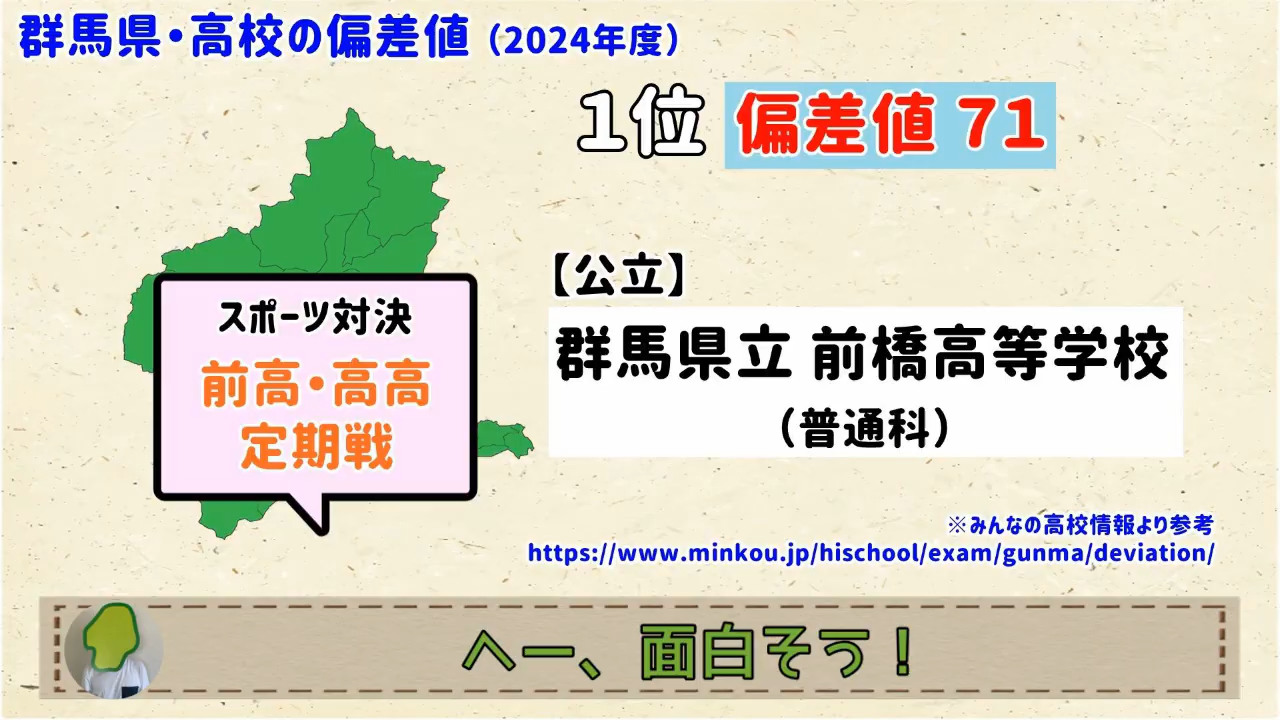 群馬県・高校の偏差値（2024年度）
1位 偏差値 71
【公立】
群馬県立 前橋高等学校
（普通科）
スポーツ対決
前高・高高
定期戦
※みんなの高校情報より参考
https://www.minkou.jp/hischool/exam/gunma/deviation/
へー、面白そう！